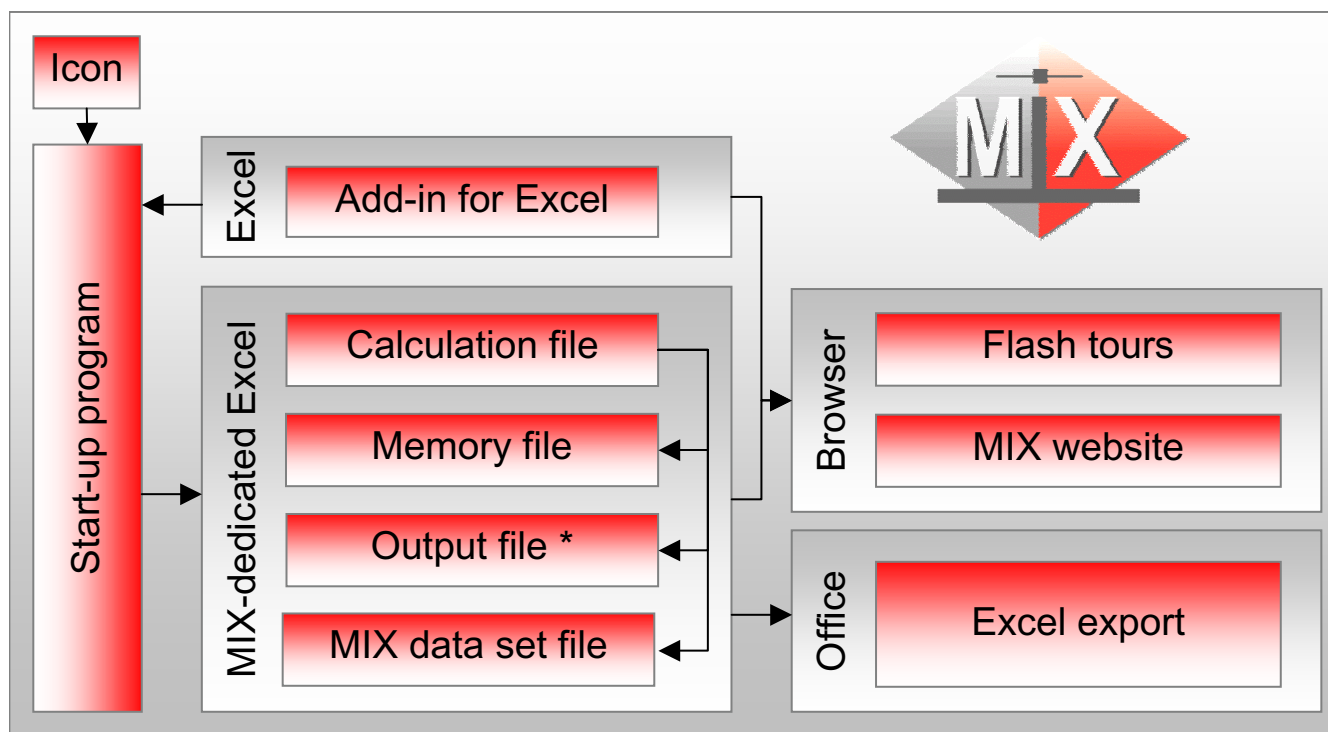 Icon
Start-up program
Excel
Add-in for Excel
MIX
MIX-dedicated Excel
Calculation file
Memory file
Output file *
MIX data set file
Browser
Flash tours
MIX website
Office
Excel export